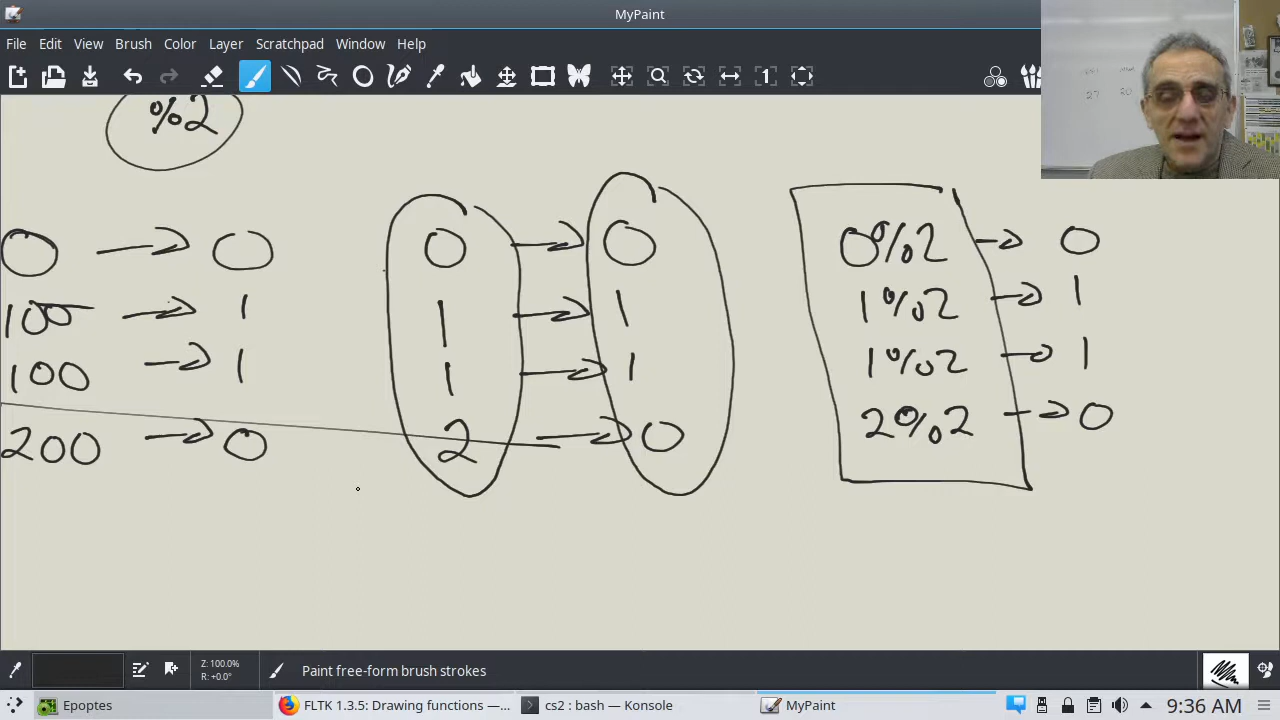 MyPaint
File Edit View Brush Color Layer Scratchpad Window Help
1
%2
0 → 0 0 → 0 0%2 → 0
100 → 1 1 → 1 1%2 → 1
100 → 1 1 → 1 1%2 → 1
200 → 0 2 → 0 2%2 → 0
Z: 100.0%
R: +0.0°
Paint free-form brush strokes
Epoptes
FLTK 1.3.5: Drawing functions —...
cs2 : bash — Konsole
MyPaint
9:36 AM
27 20